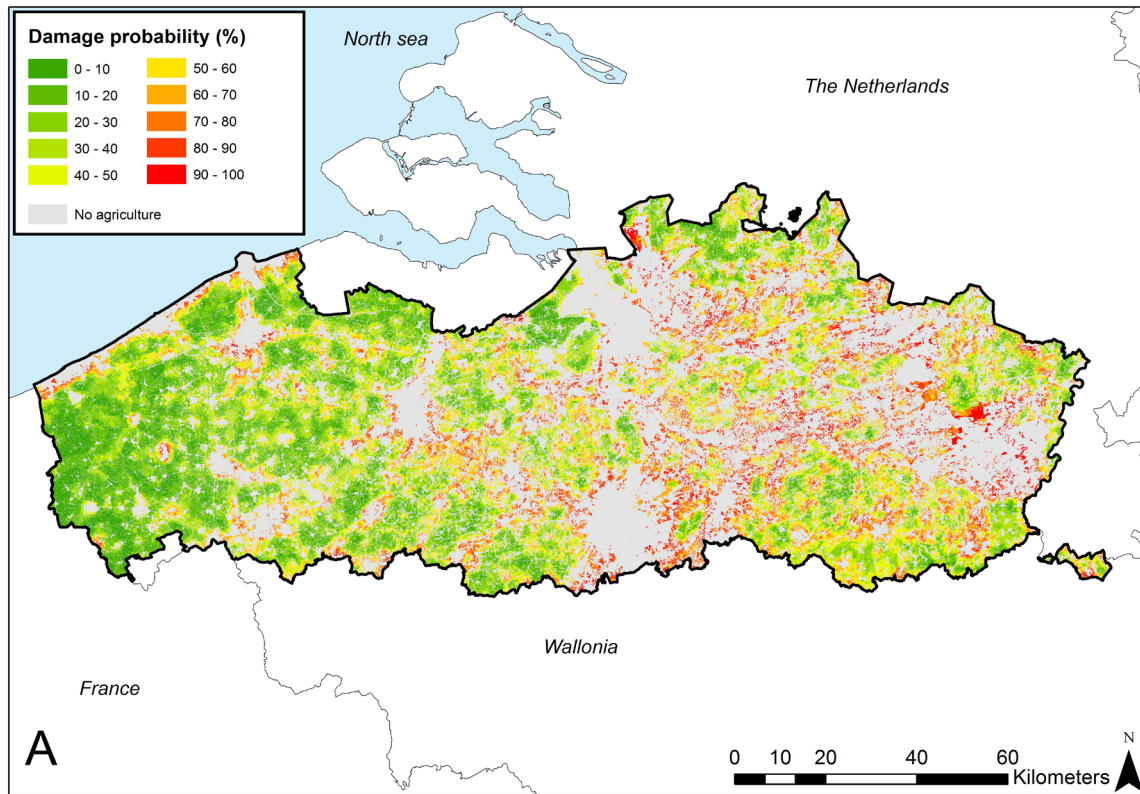 Damage probability (%)
0 - 10
10 - 20
20 - 30
30 - 40
40 - 50
50 - 60
60 - 70
70 - 80
80 - 90
90 - 100
No agriculture
North sea
The Netherlands
Wallonia
France
A
0 10 20 40 60
Kilometers
N